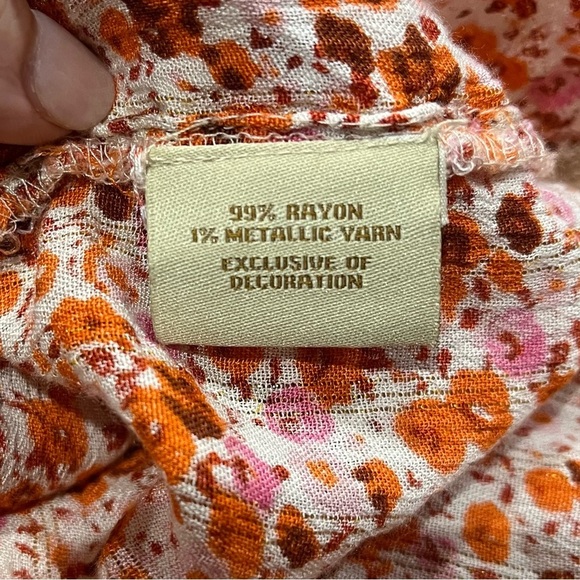 99% RAYON
1% METALLIC YARN
EXCLUSIVE OF
DECORATION